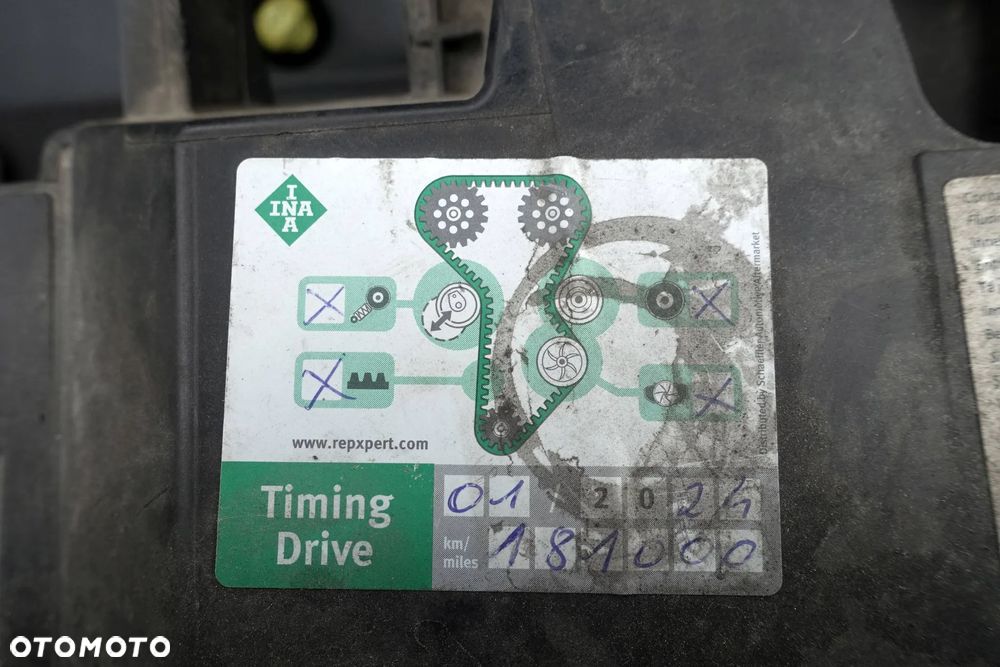 I
INA
A
www.repxpert.com
Distributed by Schaeffler Automotive Aftermarket
Timing
Drive
01 / 2024
km/
miles
181000
OTOMOTO